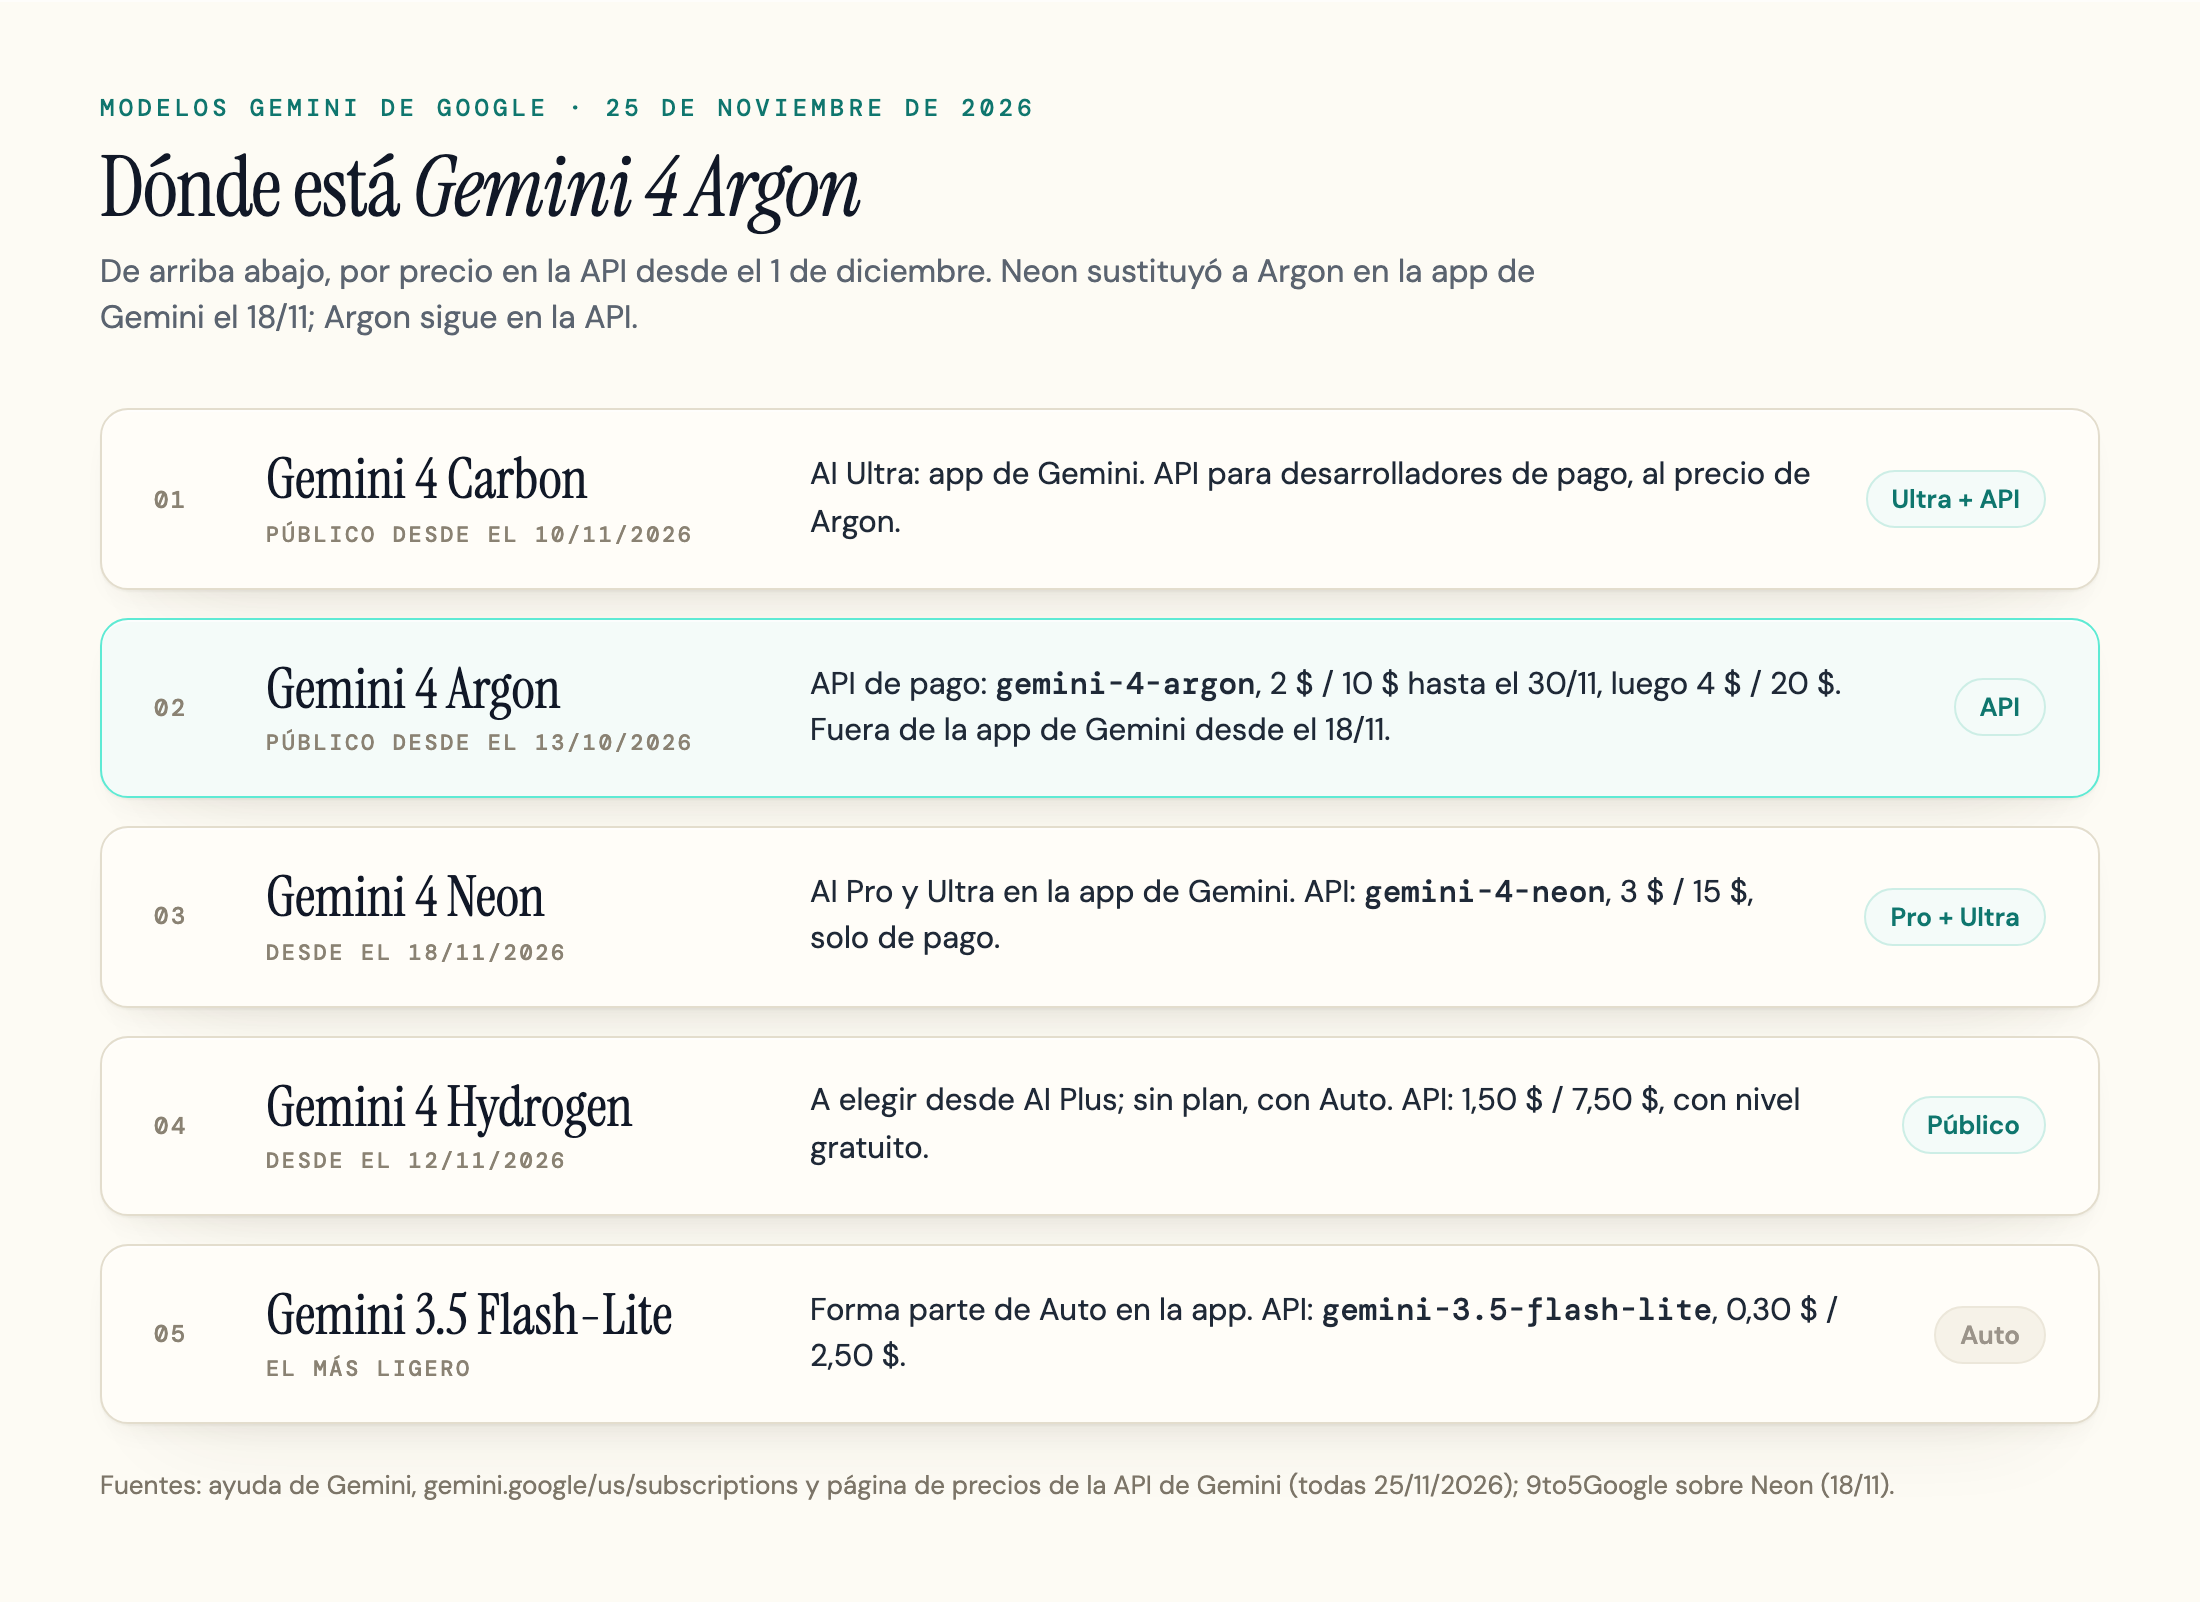 MODELOS GEMINI DE GOOGLE · 25 DE NOVIEMBRE DE 2026
Dónde está Gemini 4 Argon
De arriba abajo, por precio en la API desde el 1 de diciembre. Neon sustituyó a Argon en la app de
Gemini el 18/11; Argon sigue en la API.
01
Gemini 4 Carbon
PÚBLICO DESDE EL 10/11/2026
AI Ultra: app de Gemini. API para desarrolladores de pago, al precio de
Argon.
Ultra + API
02
Gemini 4 Argon
PÚBLICO DESDE EL 13/10/2026
API de pago: gemini-4-argon, 2 $ / 10 $ hasta el 30/11, luego 4 $ / 20 $.
Fuera de la app de Gemini desde el 18/11.
API
03
Gemini 4 Neon
DESDE EL 18/11/2026
AI Pro y Ultra en la app de Gemini. API: gemini-4-neon, 3 $ / 15 $,
solo de pago.
Pro + Ultra
04
Gemini 4 Hydrogen
DESDE EL 12/11/2026
A elegir desde AI Plus; sin plan, con Auto. API: 1,50 $ / 7,50 $, con nivel
gratuito.
Público
05
Gemini 3.5 Flash-Lite
EL MÁS LIGERO
Forma parte de Auto en la app. API: gemini-3.5-flash-lite, 0,30 $ /
2,50 $.
Auto
Fuentes: ayuda de Gemini, gemini.google/us/subscriptions y página de precios de la API de Gemini (todas 25/11/2026); 9to5Google sobre Neon (18/11).